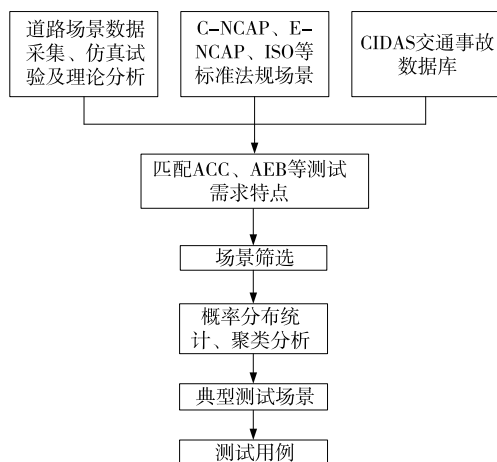 道路场景数据
采集、仿真试
验及理论分析
C-NCAP、E-
NCAP、ISO等
标准法规场景
CIDAS交通事故
数据库
匹配ACC、AEB等测试
需求特点
场景筛选
概率分布统
计、聚类分析
典型测试场景
测试用例